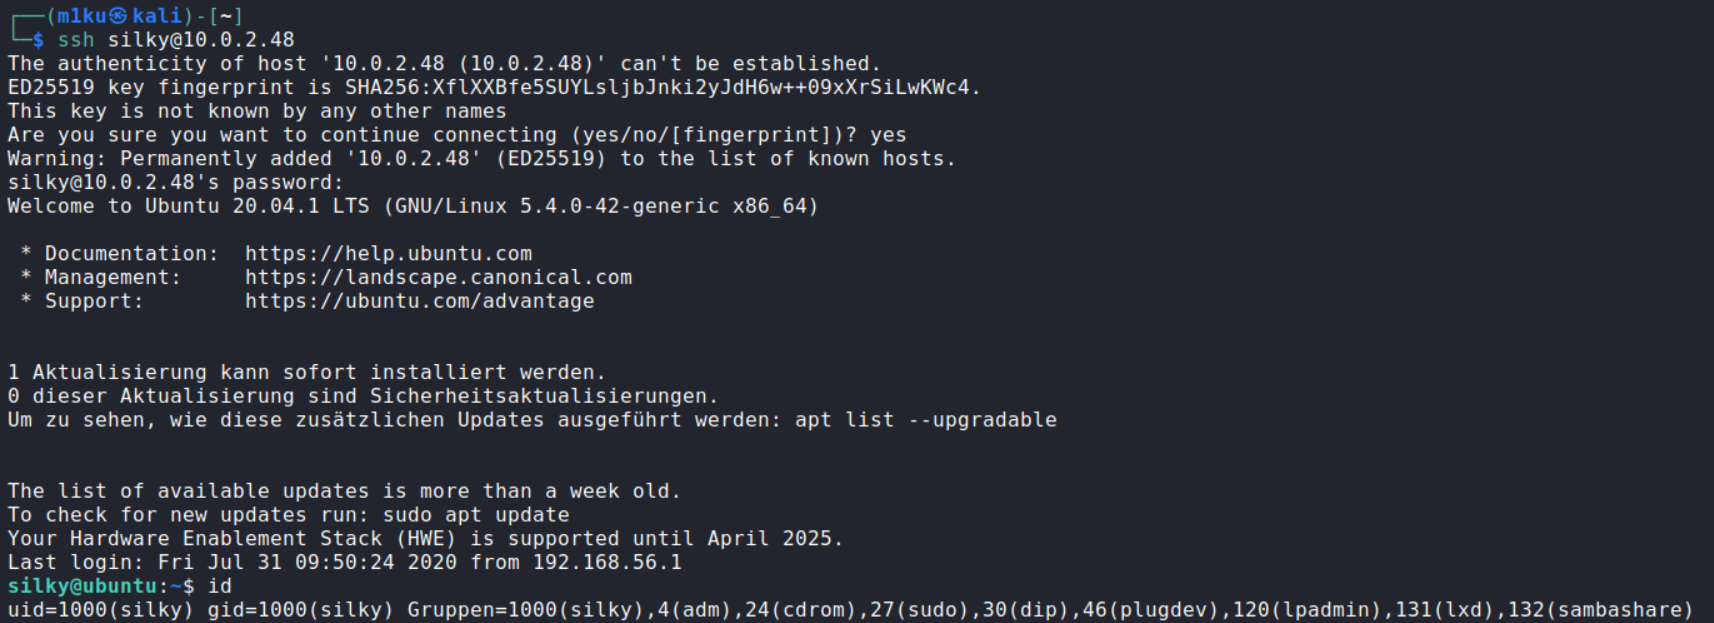 ┌──(m1ku㉿kali)-[~]
└─$ ssh silky@10.0.2.48
The authenticity of host '10.0.2.48 (10.0.2.48)' can't be established.
ED25519 key fingerprint is SHA256:XflXXBfe5SUYLsljbJnki2yJdH6w++09xXrSiLwKWc4.
This key is not known by any other names
Are you sure you want to continue connecting (yes/no/[fingerprint])? yes
Warning: Permanently added '10.0.2.48' (ED25519) to the list of known hosts.
silky@10.0.2.48's password:
Welcome to Ubuntu 20.04.1 LTS (GNU/Linux 5.4.0-42-generic x86_64)
* Documentation: https://help.ubuntu.com
* Management: https://landscape.canonical.com
* Support: https://ubuntu.com/advantage
1 Aktualisierung kann sofort installiert werden.
0 dieser Aktualisierung sind Sicherheitsaktualisierungen.
Um zu sehen, wie diese zusätzlichen Updates ausgeführt werden: apt list --upgradable
The list of available updates is more than a week old.
To check for new updates run: sudo apt update
Your Hardware Enablement Stack (HWE) is supported until April 2025.
Last login: Fri Jul 31 09:50:24 2020 from 192.168.56.1
silky@ubuntu:~$ id
uid=1000(silky) gid=1000(silky) Gruppen=1000(silky),4(adm),24(cdrom),27(sudo),30(dip),46(plugdev),120(lpadmin),131(lxd),132(sambashare)